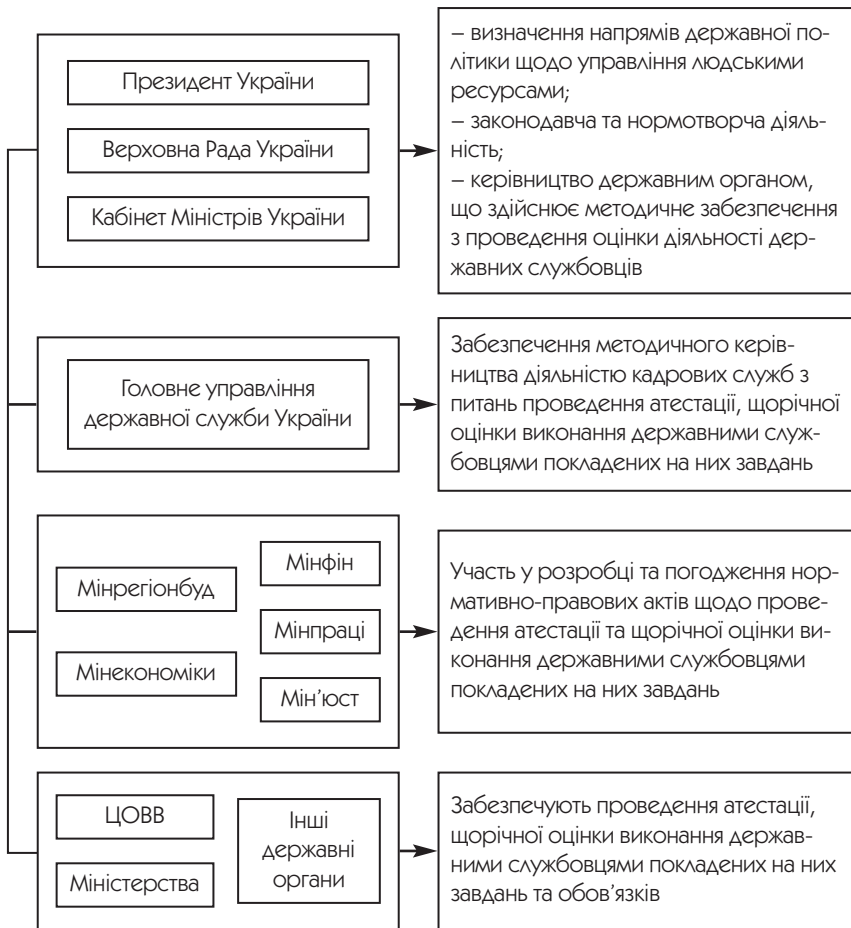 Президент України
Верховна Рада України
Кабінет Міністрів України
– визначення напрямів державної по-
літики щодо управління людськими
ресурсами;
– законодавча та нормотворча діяль-
ність;
– керівництво державним органом,
що здійснює методичне забезпечення
з проведення оцінки діяльності дер-
жавних службовців
Головне управління
державної служби України
Забезпечення методичного керів-
ництва діяльністю кадрових служб з
питань проведення атестації, щорічної
оцінки виконання державними служ-
бовцями покладених на них завдань
Мінрегіонбуд
Мінекономіки
Мінфін
Мінпраці
Мін’юст
Участь у розробці та погодження нор-
мативно-правових актів щодо прове-
дення атестації та щорічної оцінки ви-
конання державними службовцями
покладених на них завдань
ЦОВВ
Міністерства
Інші
державні
органи
Забезпечують проведення атестації,
щорічної оцінки виконання держав-
ними службовцями покладених на них
завдань та обов’язків